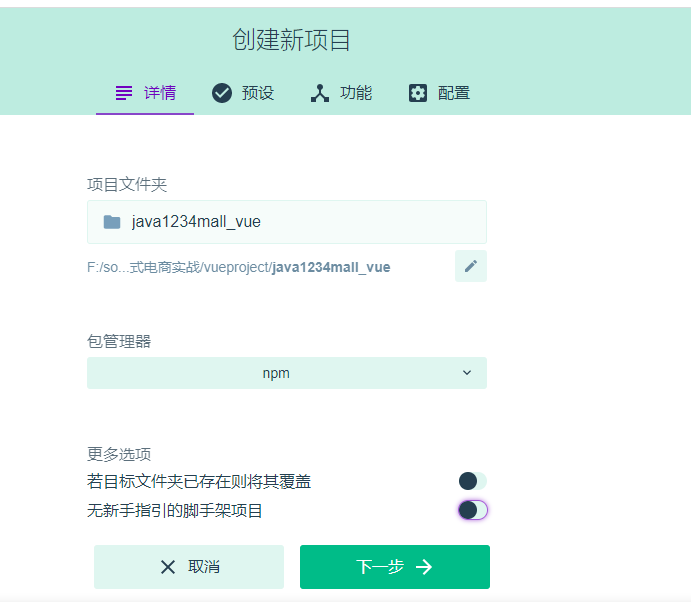 创建新项目
详情 预设 功能 配置
项目文件夹
java1234mall_vue
F:/so...式电商实战/vueproject/java1234mall_vue
包管理器
npm
更多选项
若目标文件夹已存在则将其覆盖
无新手指引的脚手架项目
取消 下一步